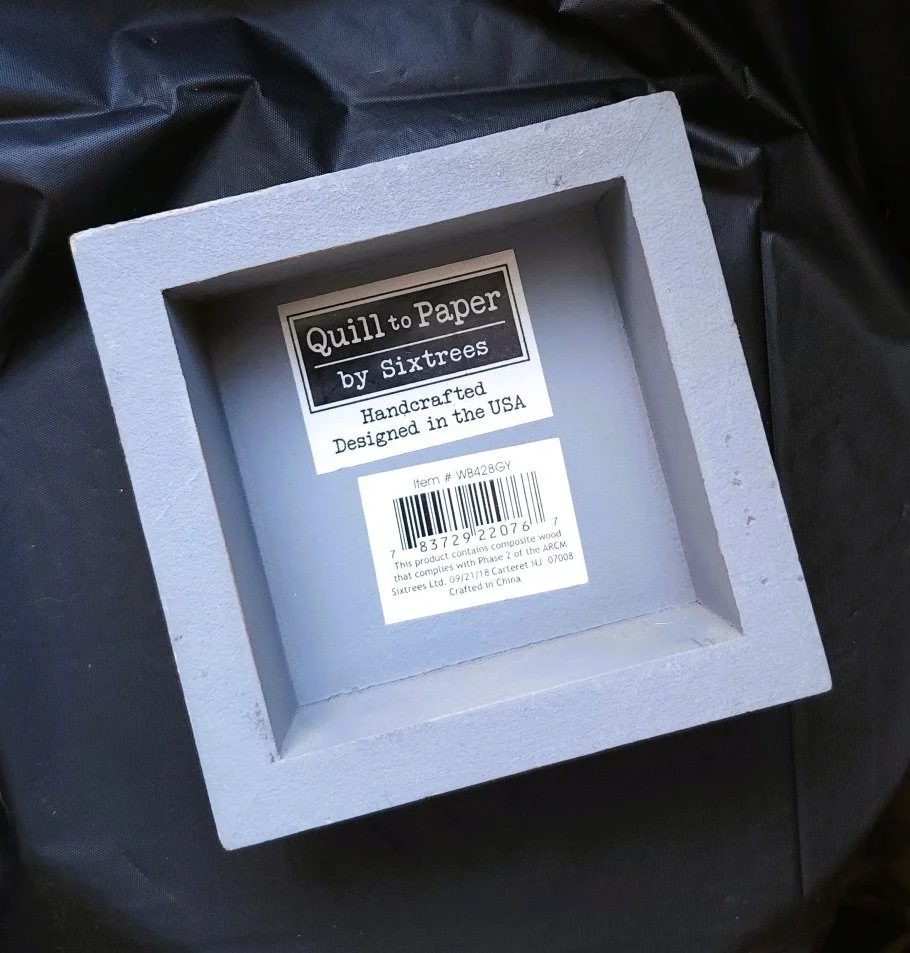 Quill to Paper
by Sixtrees
Handcrafted
Designed in the USA
Item # WB428GY
7 83729 22076 7
This product contains composite wood
that complies with Phase 2 of the ARCM
Sixtrees Ltd. 09/21/18 Carteret NJ 07008
Crafted in China